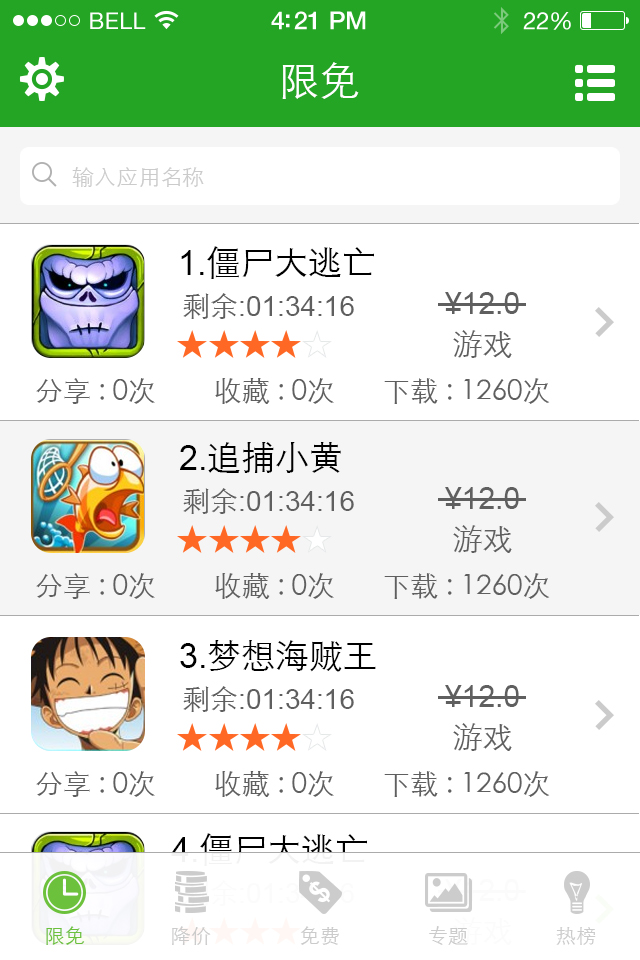 BELL 4:21 PM 22%
限免
输入应用名称
1.僵尸大逃亡
剩余:01:34:16 ¥12.0
游戏
分享 : 0次 收藏 : 0次 下载 : 1260次
2.追捕小黄
剩余:01:34:16 ¥12.0
游戏
分享 : 0次 收藏 : 0次 下载 : 1260次
3.梦想海贼王
剩余:01:34:16 ¥12.0
游戏
分享 : 0次 收藏 : 0次 下载 : 1260次
4.僵尸大逃亡
限免 降价 免费 专题 热榜